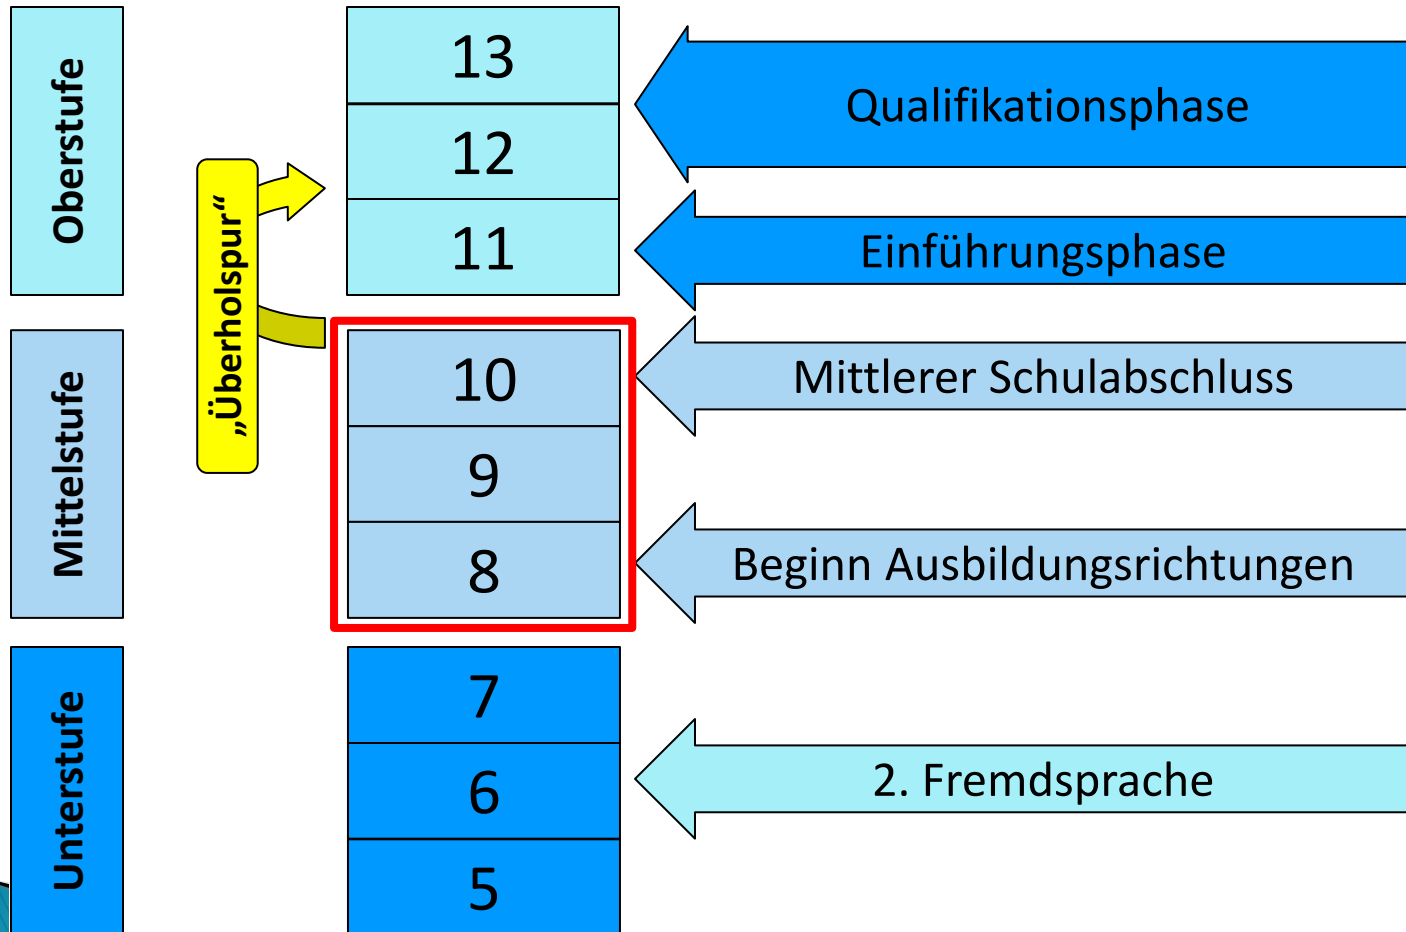 Oberstufe
13
12
11
Qualifikationsphase
Einführungsphase
„Überholspur“
Mittelstufe
10
9
8
Mittlerer Schulabschluss
Beginn Ausbildungsrichtungen
Unterstufe
7
6
5
2. Fremdsprache